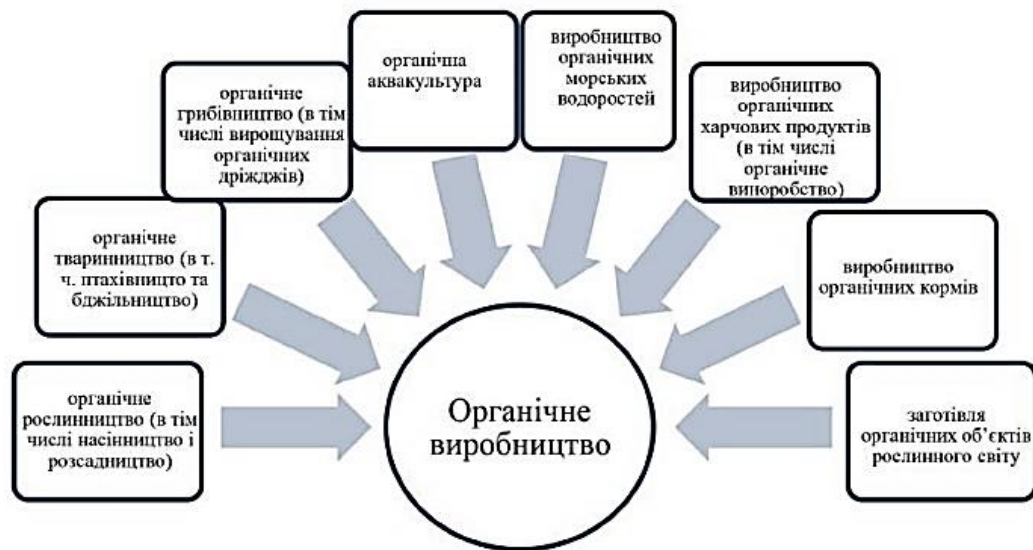 органічне
рослинництво (в тім
числі насінництво і
розсадництво)
органічне
тваринництво (в т.
ч. птахівницто та
бджільництво)
органічне
грибівництво (в тім
числі вирощування
органічних
дріжджів)
органічна
аквакультура
виробництво
органічних
морських
водоростей
виробництво
органічних
харчових продуктів
(в тім числі
органічне
виноробство)
виробництво
органічних кормів
заготівля
органічних об’єктів
рослинного світу
Органічне
виробництво